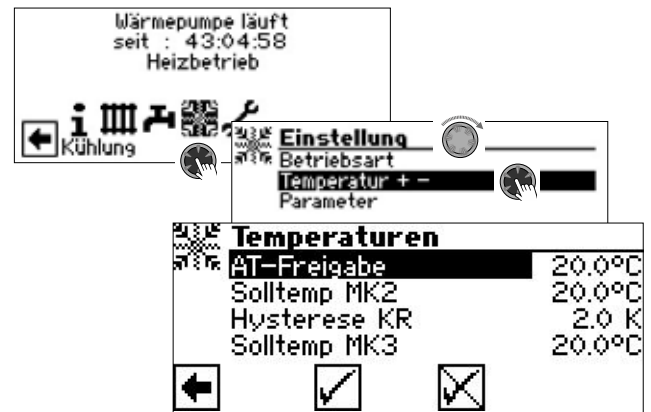 Wärmepumpe läuft
seit : 43:04:58
Heizbetrieb
Kühlung
Einstellung
Betriebsart
Temperatur + −
Parameter
Temperaturen
AT-Freigabe 20.0°C
Solltemp MK2 20.0°C
Hysterese KR 2.0 K
Solltemp MK3 20.0°C